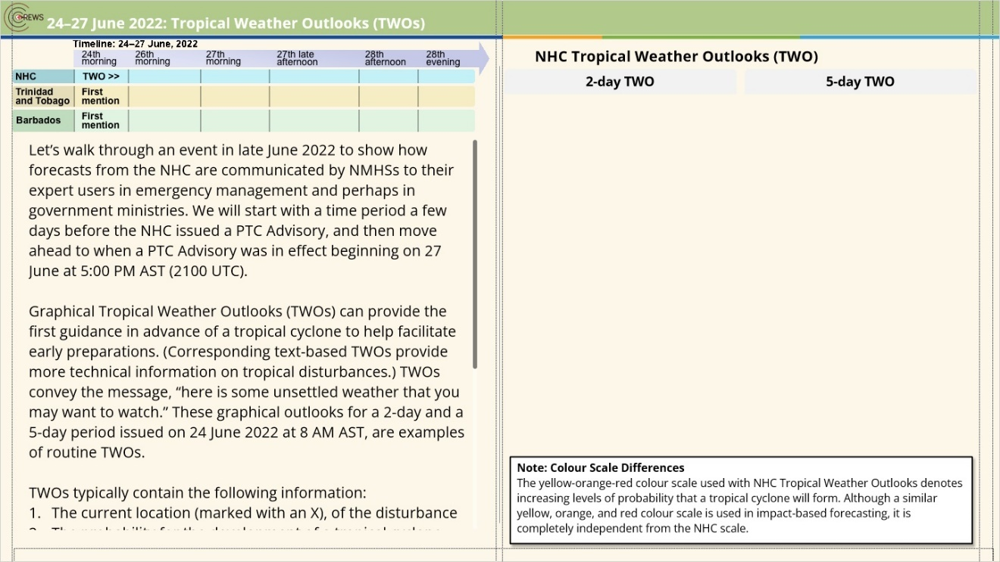 CREWS
24–27 June 2022: Tropical Weather Outlooks (TWOs)
Timeline: 24–27 June, 2022
24th morning
26th morning
27th morning
27th late afternoon
28th afternoon
28th evening
NHC
TWO >>
Trinidad and Tobago
First mention
Barbados
First mention
Let’s walk through an event in late June 2022 to show how
forecasts from the NHC are communicated by NMHSs to their
expert users in emergency management and perhaps in
government ministries. We will start with a time period a few
days before the NHC issued a PTC Advisory, and then move
ahead to when a PTC Advisory was in effect beginning on 27
June at 5:00 PM AST (2100 UTC).
Graphical Tropical Weather Outlooks (TWOs) can provide the
first guidance in advance of a tropical cyclone to help facilitate
early preparations. (Corresponding text-based TWOs provide
more technical information on tropical disturbances.) TWOs
convey the message, “here is some unsettled weather that you
may want to watch.” These graphical outlooks for a 2-day and a
5-day period issued on 24 June 2022 at 8 AM AST, are examples
of routine TWOs.
TWOs typically contain the following information:
1. The current location (marked with an X), of the disturbance
2. The probability for the development of a tropical cyclone
NHC Tropical Weather Outlooks (TWO)
2-day TWO
5-day TWO
Note: Colour Scale Differences
The yellow-orange-red colour scale used with NHC Tropical Weather Outlooks denotes
increasing levels of probability that a tropical cyclone will form. Although a similar
yellow, orange, and red colour scale is used in impact-based forecasting, it is
completely independent from the NHC scale.